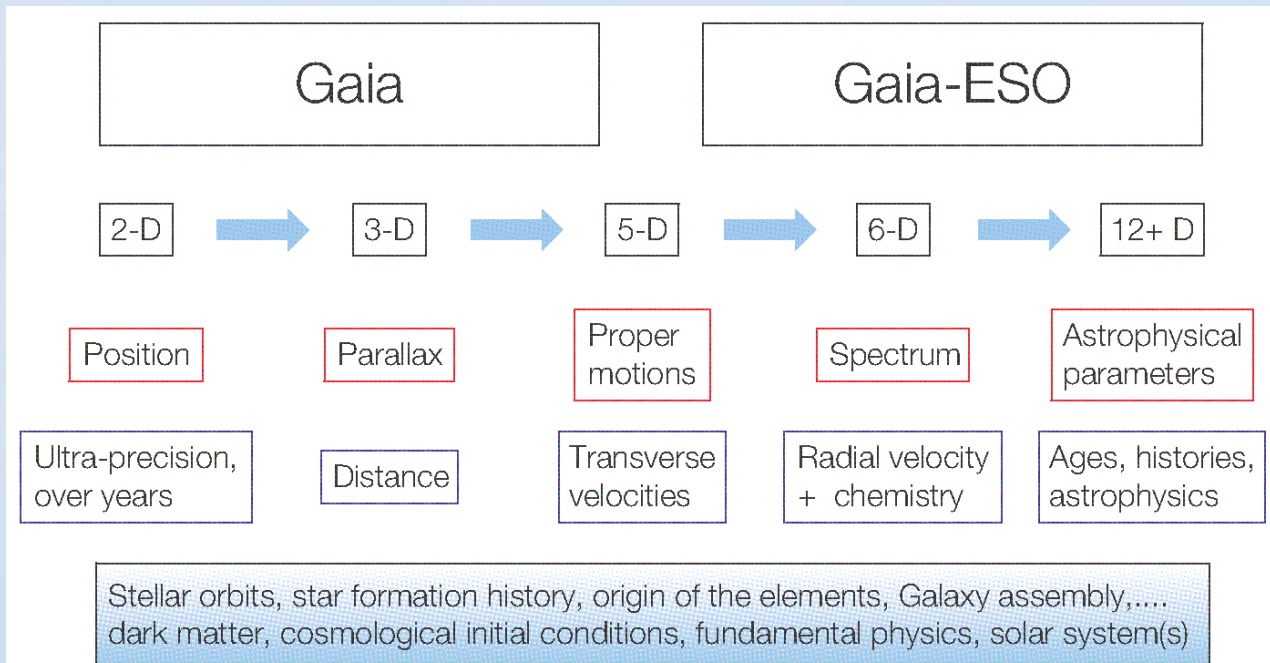 Gaia
Gaia-ESO
2-D
3-D
5-D
6-D
12+ D
Position
Parallax
Proper
motions
Spectrum
Astrophysical
parameters
Ultra-precision,
over years
Distance
Transverse
velocities
Radial velocity
+ chemistry
Ages, histories,
astrophysics
Stellar orbits, star formation history, origin of the elements, Galaxy assembly,....
dark matter, cosmological initial conditions, fundamental physics, solar system(s)